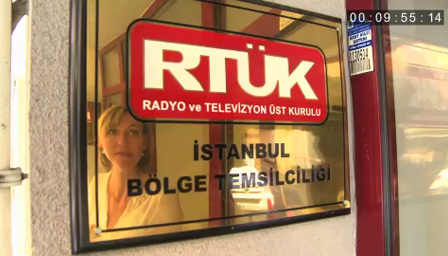 00:09:55:14
RTÜK
RADYO ve TELEVİZYON ÜST KURULU
İSTANBUL
BÖLGE TEMSİLCİLİĞİ